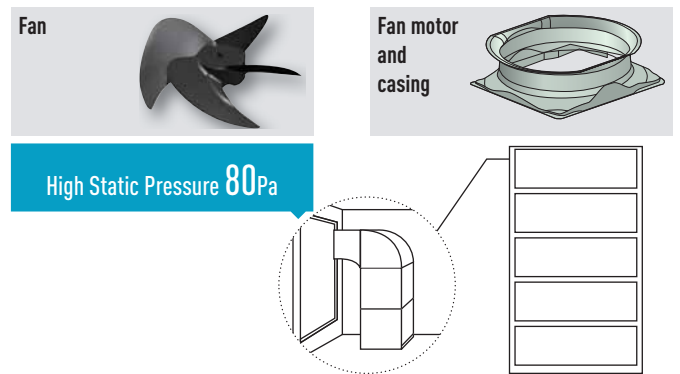 Fan
Fan motor
and
casing
High Static Pressure 80Pa